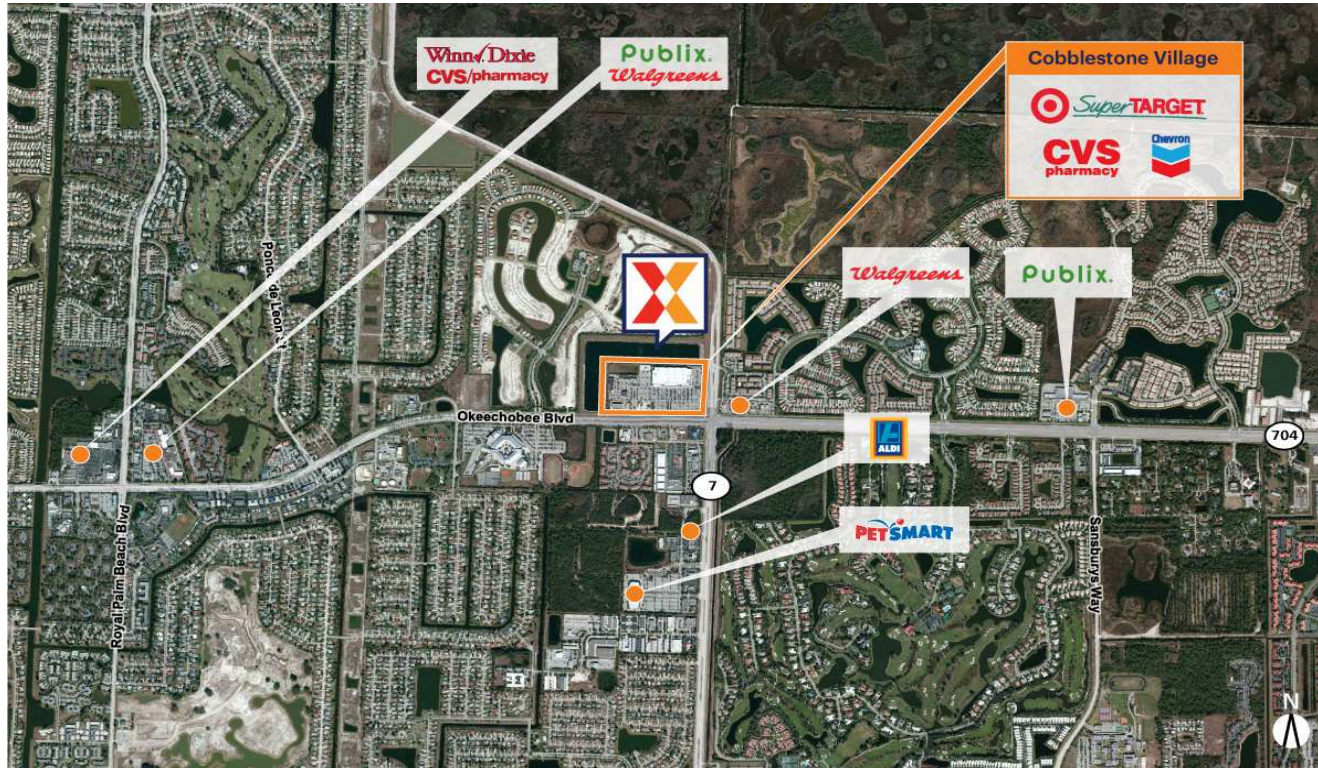 Winn Dixie
CVS/pharmacy
Publix.
Walgreens
Cobblestone Village
SuperTARGET
CVS
pharmacy
Chevron
Walgreens
Publix.
Ponce de Leon St
Okeechobee Blvd
ALDI
704
7
PETSMART
Royal Palm Beach Blvd
Sansburys Way
N